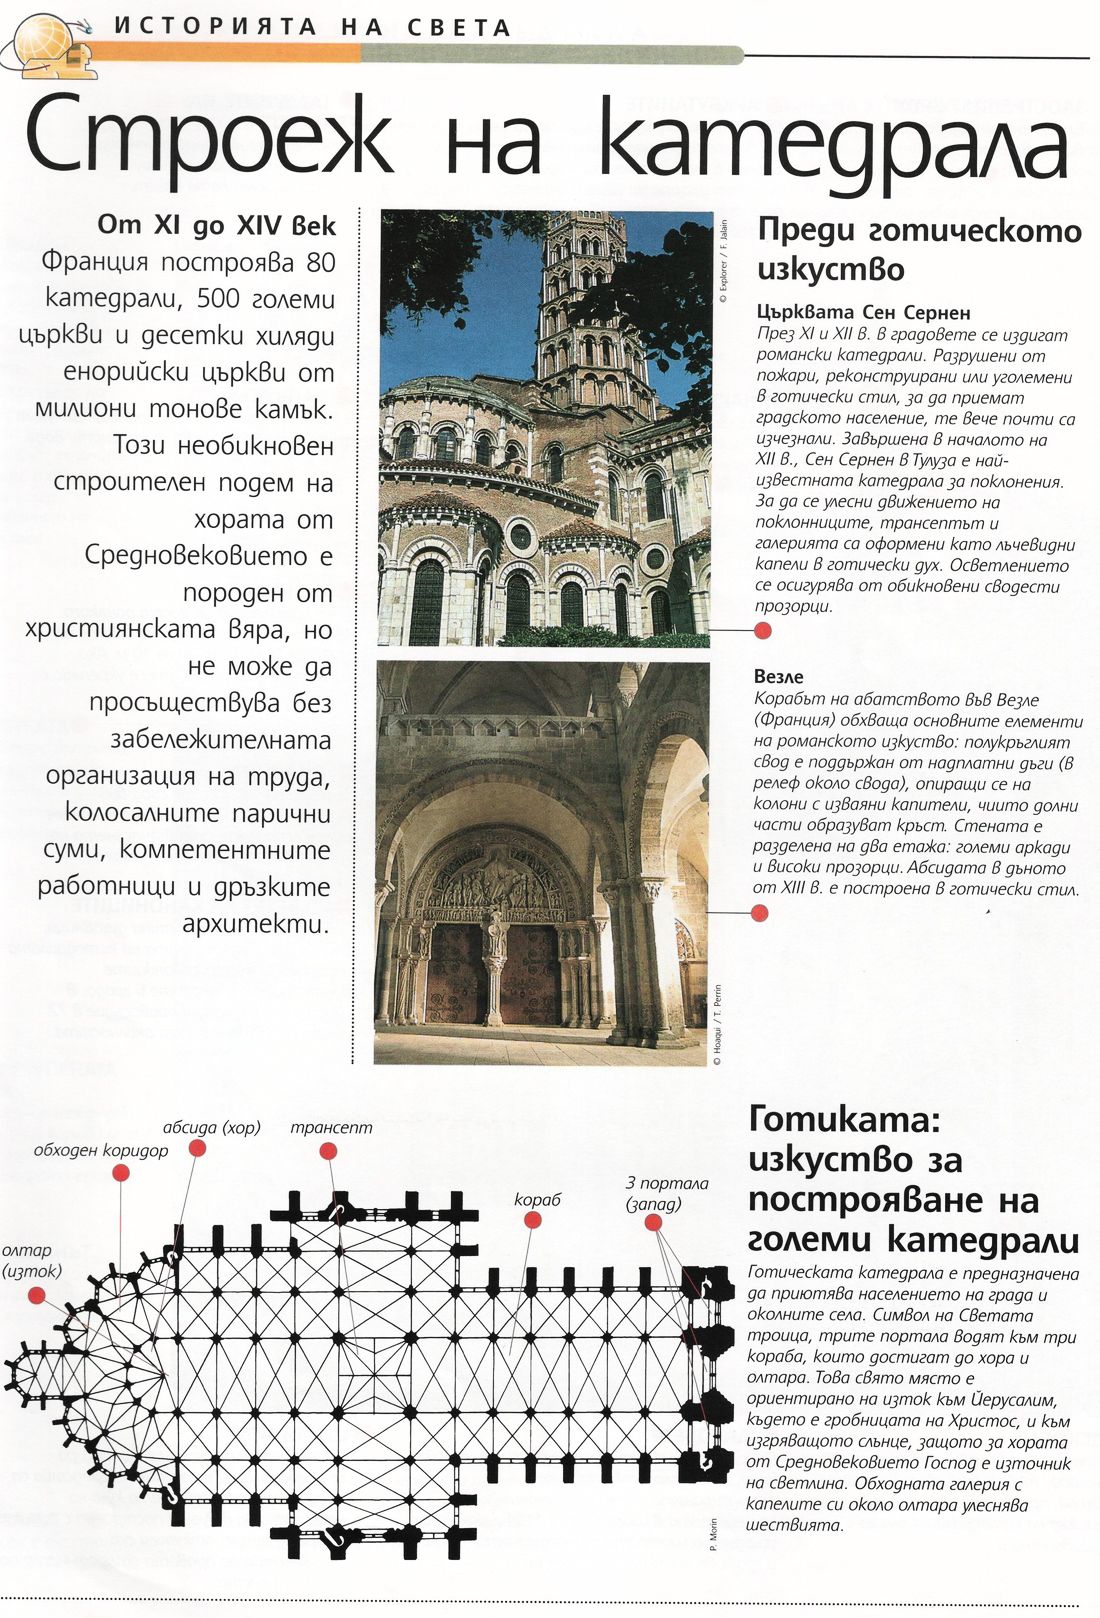 ИСТОРИЯТА НА СВЕТА
Строеж на катедрала
От XI до XIV век
Франция построява 80
катедрали, 500 големи
църкви и десетки хиляди
енорийски църкви от
милиони тонове камък.
Този необикновен
строителен подем на
хората от
Средновековието е
породен от
християнската вяра, но
не може да
просъществува без
забележителната
организация на труда,
колосалните парични
суми, компетентните
работници и дръзките
архитекти.
© Explorer / F. Jalain
© Hoaqui / T. Perrin
Преди готическото
изкуство
Църквата Сен Сернен
През XI и XII в. в градовете се издигат
романски катедрали. Разрушени от
пожари, реконструирани или уголемени
в готически стил, за да приемат
градското население, те вече почти са
изчезнали. Завършена в началото на
XII в., Сен Сернен в Тулуза е най-
известната катедрала за поклонения.
За да се улесни движението на
поклонниците, трансептът и
галерията са оформени като лъчевидни
капели в готически дух. Осветлението
се осигурява от обикновени сводести
прозорци.
Везле
Корабът на абатството във Везле
(Франция) обхваща основните елементи
на романското изкуство: полукръглият
свод е поддържан от надплатни дъги (в
релеф около свода), опиращи се на
колони с изваяни капители, чиито долни
части образуват кръст. Стената е
разделена на два етажа: големи аркади
и високи прозорци. Абсидата в дъното
от XIII в. е построена в готически стил.
абсида (хор)
трансепт
обходен коридор
3 портала
(запад)
кораб
олтар
(изток)
P. Morin
Готиката:
изкуство за
построяване на
големи катедрали
Готическата катедрала е предназначена
да приютява населението на града и
околните села. Символ на Светата
троица, трите портала водят към три
кораба, които достигат до хора и
олтара. Това свято място е
ориентирано на изток към Йерусалим,
където е гробницата на Христос, и към
изгряващото слънце, защото за хората
от Средновековието Господ е източник
на светлина. Обходната галерия с
капелите си около олтара улеснява
шествията.